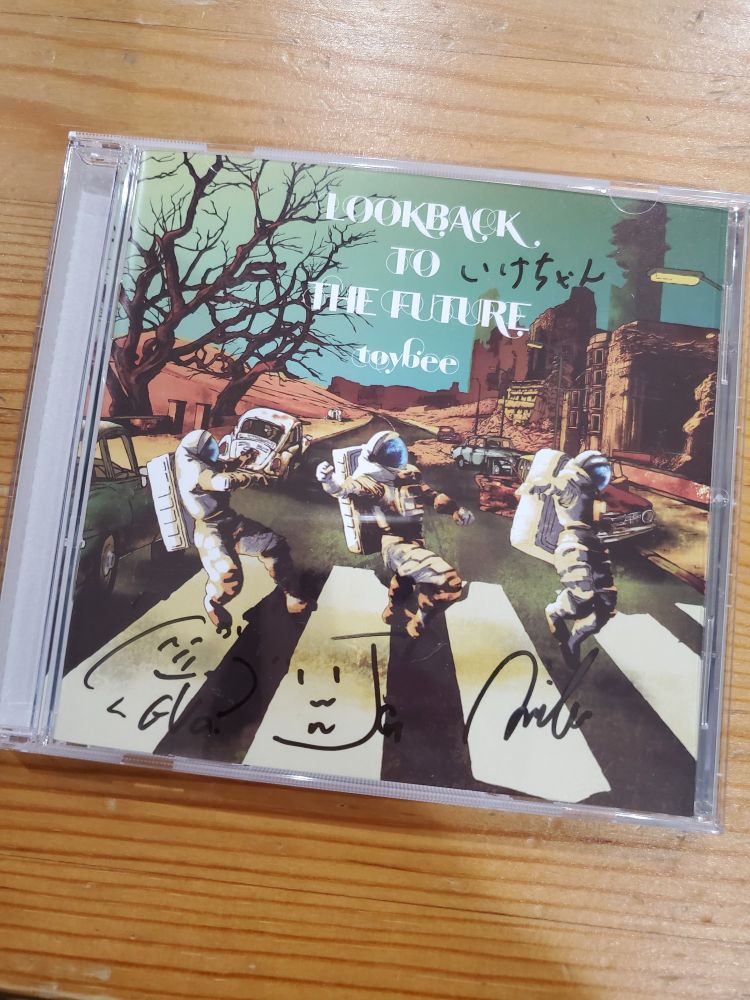 LOOKBACK
TO いけちゃん
THE FUTURE
toybee